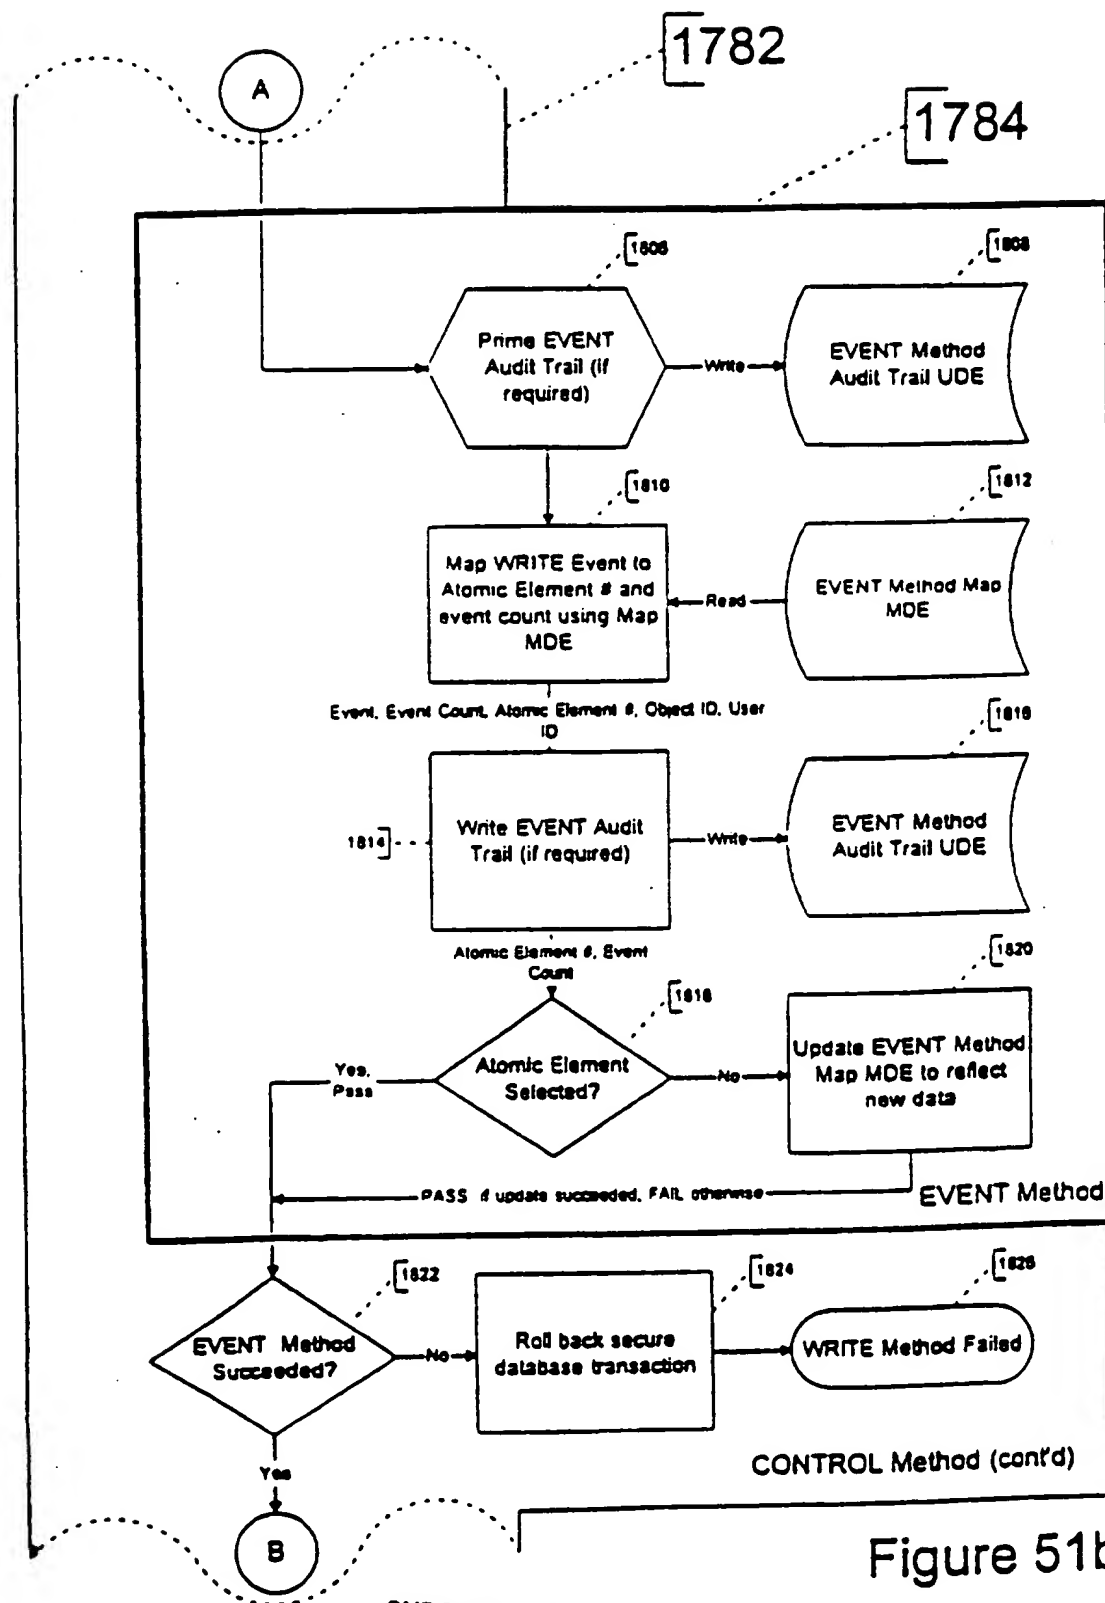 1782
A
1784
1806
1808
Prime EVENT
Audit Trail (if
required)
Write
EVENT Method
Audit Trail UDE
1810
1812
Map WRITE Event to
Atomic Element # and
event count using Map
MDE
Read
EVENT Method Map
MDE
Event, Event Count, Atomic Element #, Object ID, User
ID
1816
1814
Write EVENT Audit
Trail (if required)
Write
EVENT Method
Audit Trail UDE
Atomic Element #, Event
Count
1818
1820
Yes,
Pass
Atomic Element
Selected?
No
Update EVENT Method
Map MDE to reflect
new data
PASS if update succeeded, FAIL otherwise
EVENT Method
1822
1824
1826
EVENT Method
Succeeded?
No
Roll back secure
database transaction
WRITE Method Failed
Yes
CONTROL Method (cont'd)
B
Figure 51b